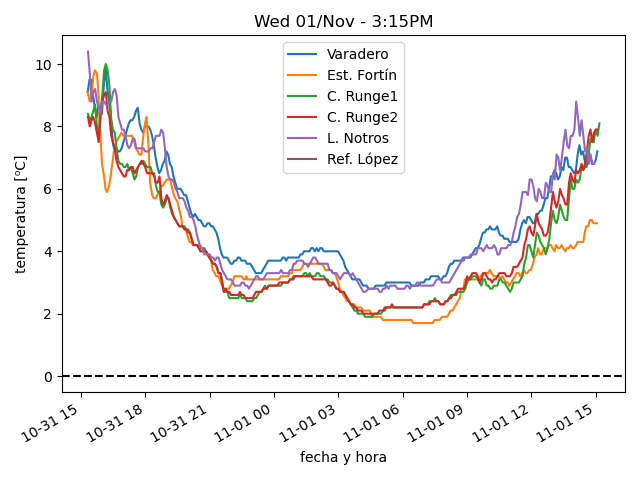 Wed 01/Nov - 3:15PM
Varadero
Est. Fortín
C. Runge1
C. Runge2
L. Notros
Ref. López
temperatura [ºC]
10
8
6
4
2
0
10-31 15
10-31 18
10-31 21
11-01 00
11-01 03
11-01 06
11-01 09
11-01 12
11-01 15
fecha y hora